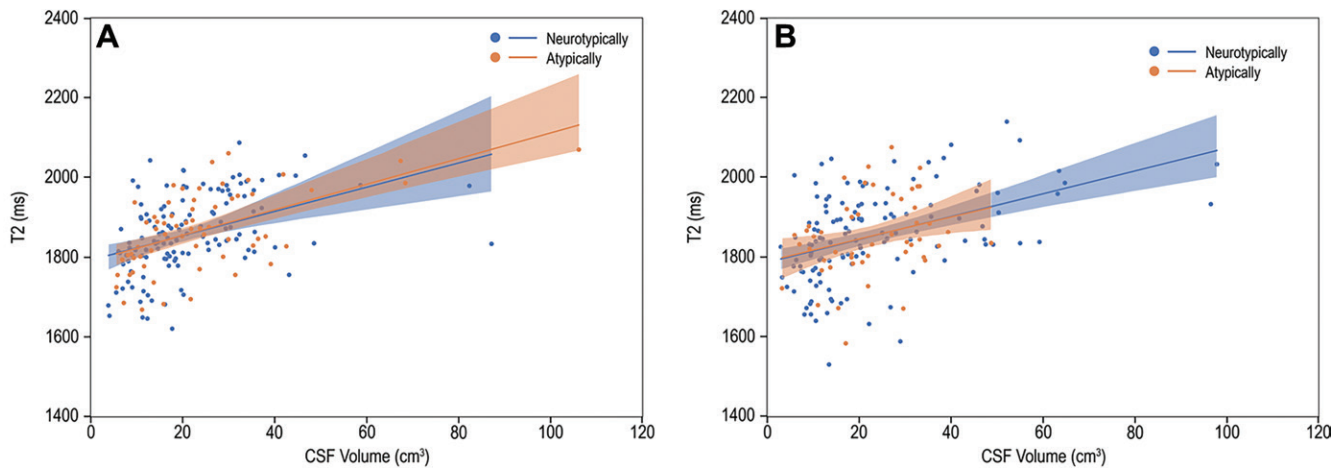 A
Neurotypically
Atypically
2400
2200
2000
1800
1600
1400
T2 (ms)
0 20 40 60 80 100 120
CSF Volume (cm³)
B
Neurotypically
Atypically
2400
2200
2000
1800
1600
1400
T2 (ms)
0 20 40 60 80 100 120
CSF Volume (cm³)